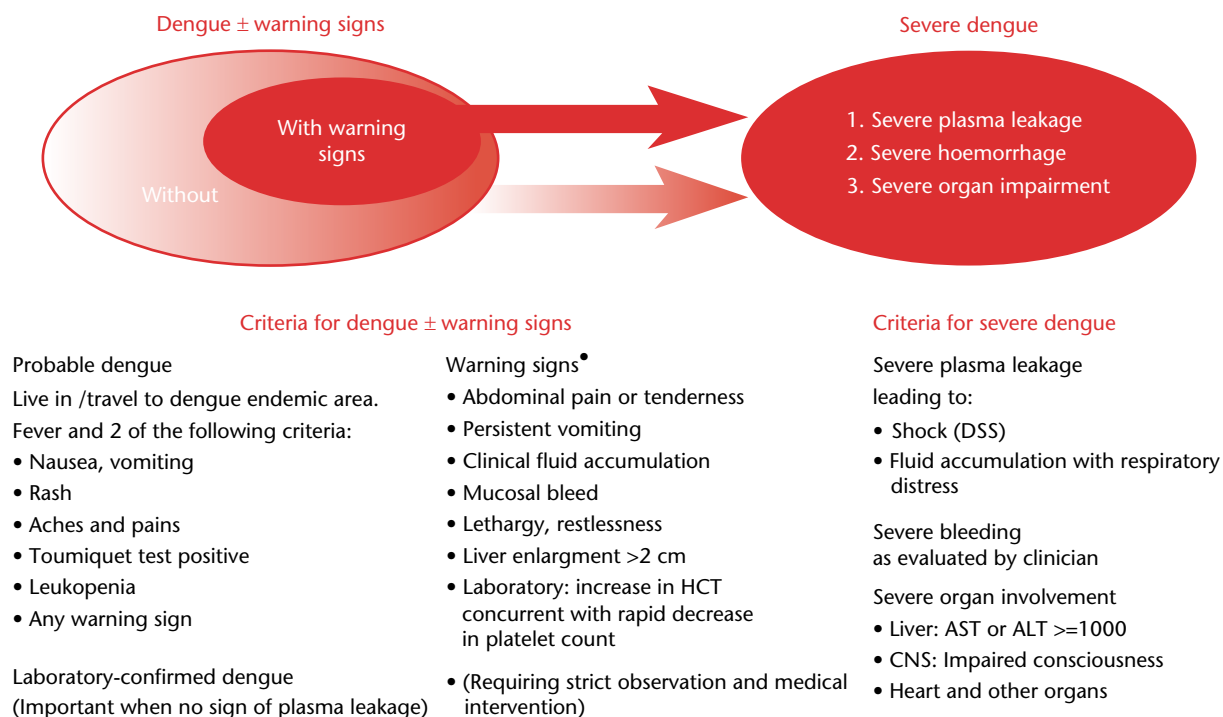 Dengue ± warning signs
Severe dengue
With warning
signs
Without
1. Severe plasma leakage
2. Severe hoemorrhage
3. Severe organ impairment
Criteria for dengue ± warning signs
Criteria for severe dengue
Probable dengue
Live in /travel to dengue endemic area.
Fever and 2 of the following criteria:
• Nausea, vomiting
• Rash
• Aches and pains
• Toumiquet test positive
• Leukopenia
• Any warning sign
Laboratory-confirmed dengue
(Important when no sign of plasma leakage)
Warning signs•
• Abdominal pain or tenderness
• Persistent vomiting
• Clinical fluid accumulation
• Mucosal bleed
• Lethargy, restlessness
• Liver enlargment >2 cm
• Laboratory: increase in HCT
concurrent with rapid decrease
in platelet count
• (Requiring strict observation and medical
intervention)
Severe plasma leakage
leading to:
• Shock (DSS)
• Fluid accumulation with respiratory
distress
Severe bleeding
as evaluated by clinician
Severe organ involvement
• Liver: AST or ALT >=1000
• CNS: Impaired consciousness
• Heart and other organs